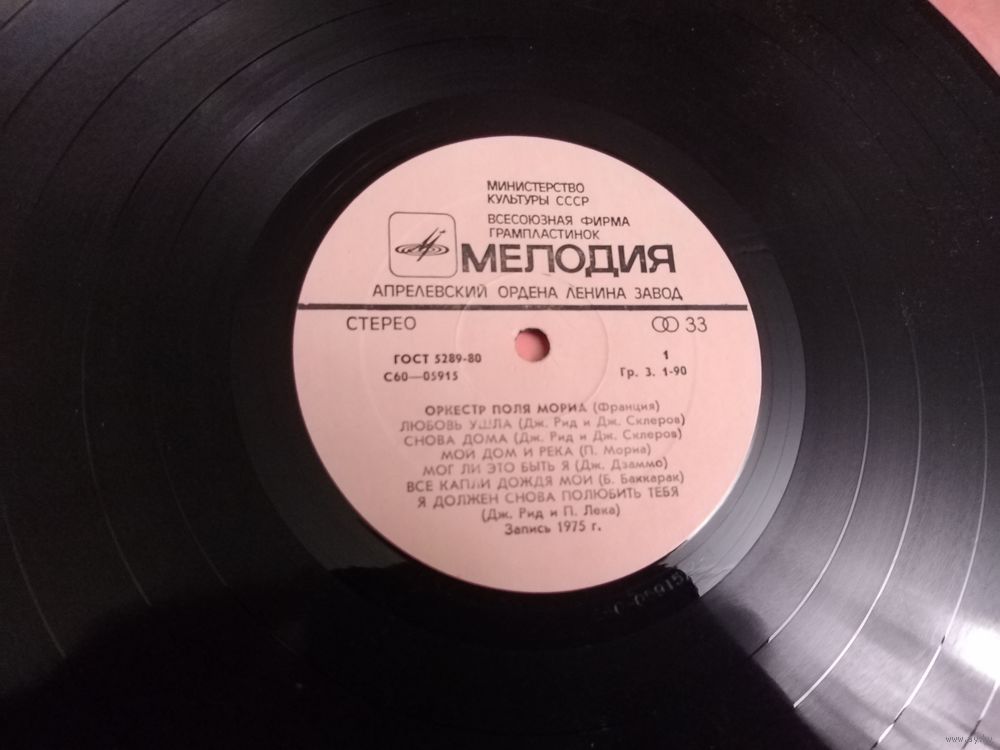 МИНИСТЕРСТВО
КУЛЬТУРЫ СССР
ВСЕСОЮЗНАЯ ФИРМА
ГРАМПЛАСТИНОК
МЕЛОДИЯ
АПРЕЛЕВСКИЙ ОРДЕНА ЛЕНИНА ЗАВОД
СТЕРЕО 33
ГОСТ 5289-80 1
С60—05915 Гр. 3. 1-90
ОРКЕСТР ПОЛЯ МОРИА (Франция)
ЛЮБОВЬ УШЛА (Дж. Рид и Дж. Склеров)
СНОВА ДОМА (Дж. Рид и Дж. Склеров)
МОЙ ДОМ И РЕКА (П. Мориа)
МОГ ЛИ ЭТО БЫТЬ Я (Дж. Дзаммо)
ВСЕ КАПЛИ ДОЖДЯ МОИ (Б. Баккарак)
Я ДОЛЖЕН СНОВА ПОЛЮБИТЬ ТЕБЯ
(Дж. Рид и П. Лека)
Запись 1975 г.